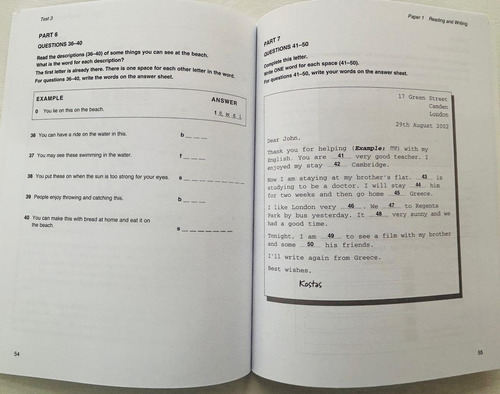 Test 3
PART 6
QUESTIONS 36–40
Read the descriptions (36–40) of some things you can see at the beach.
What is the word for each description?
The first letter is already there. There is one space for each other letter in the word.
For questions 36–40, write the words on the answer sheet.
EXAMPLE ANSWER
0 You lie on this on the beach. t o w e l
36 You can have a ride on the water in this. b _ _ _
37 You may see these swimming in the water. f _ _ _
38 You put these on when the sun is too strong for your eyes. s _ _ _ _ _ _ _ _ _
39 People enjoy throwing and catching this. b _ _ _
40 You can make this with bread at home and eat it on
the beach. s _ _ _ _ _ _ _
54
Paper 1 Reading and Writing
PART 7
QUESTIONS 41–50
Complete this letter.
Write ONE word for each space (41–50).
For questions 41–50, write your words on the answer sheet.
17 Green Street
Camden
London
29th August 2002
Dear John,
Thank you for helping (Example: me) with my
English. You are 41 very good teacher. I
enjoyed my stay 42 Cambridge.
Now I am staying at my brother's flat. 43 is
studying to be a doctor. I will stay 44 him
for two weeks and then go home 45 Greece.
I like London very 46 . We 47 to Regents
Park by bus yesterday. It 48 very sunny and we
had a good time.
Tonight, I am 49 to see a film with my brother
and some 50 his friends.
I'll write again from Greece.
Best wishes,
Kostas
55